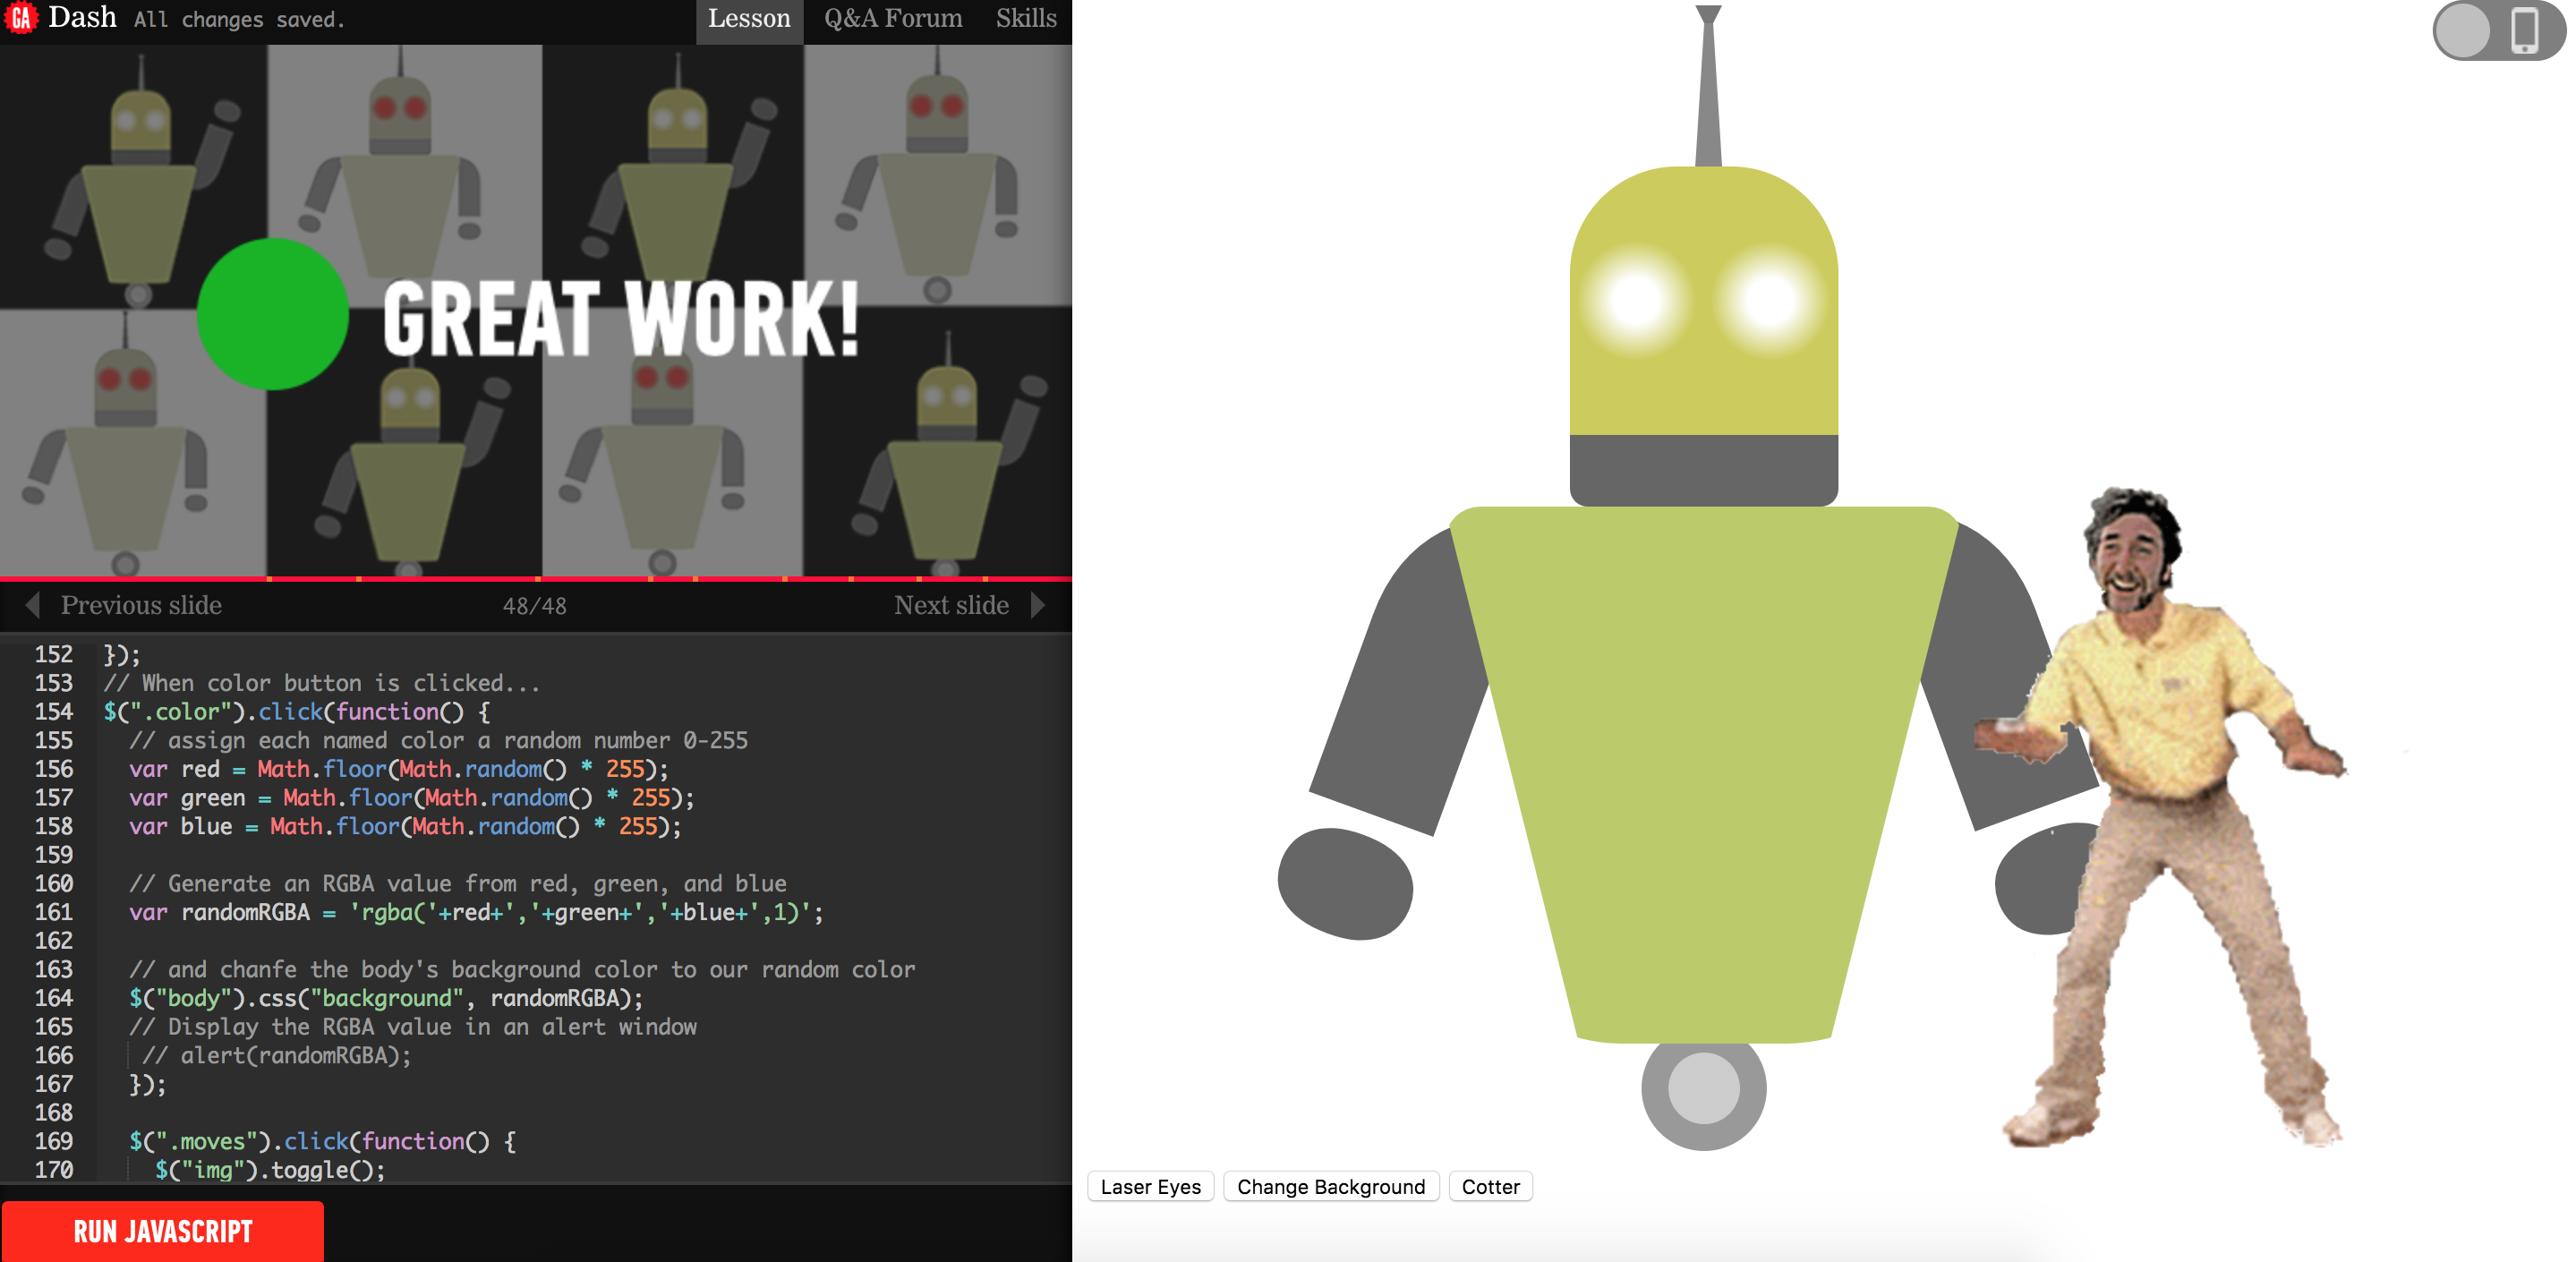 GA Dash All changes saved. Lesson Q&A Forum Skills
GREAT WORK!
Previous slide 48/48 Next slide
152 });
153 // When color button is clicked...
154 $(".color").click(function() {
155 // assign each named color a random number 0-255
156 var red = Math.floor(Math.random() * 255);
157 var green = Math.floor(Math.random() * 255);
158 var blue = Math.floor(Math.random() * 255);
159
160 // Generate an RGBA value from red, green, and blue
161 var randomRGBA = 'rgba('+red+','+green+','+blue+',1)';
162
163 // and chanfe the body's background color to our random color
164 $("body").css("background", randomRGBA);
165 // Display the RGBA value in an alert window
166 // alert(randomRGBA);
167 });
168
169 $(".moves").click(function() {
170 $("img").toggle();
RUN JAVASCRIPT
Laser Eyes Change Background Cotter